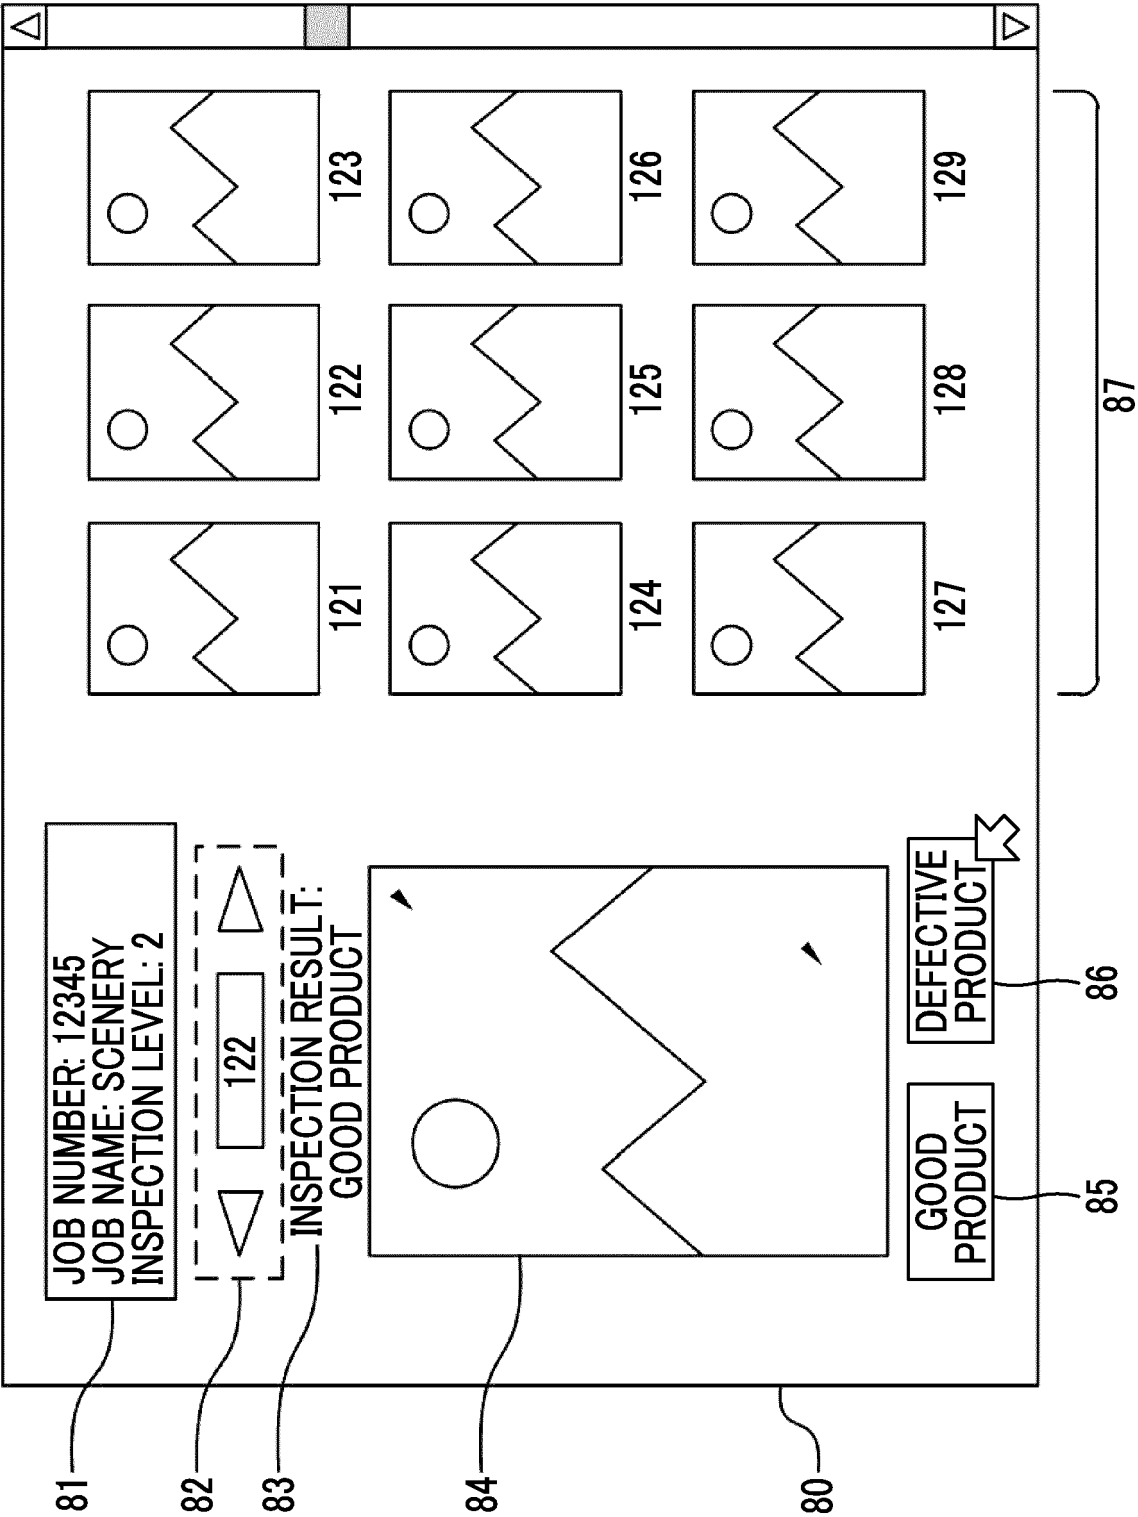 81
JOB NUMBER: 12345
JOB NAME: SCENERY
INSPECTION LEVEL: 2
82
122
83
INSPECTION RESULT:
GOOD PRODUCT
84
GOOD
PRODUCT
85
DEFECTIVE
PRODUCT
86
80
121
122
123
124
125
126
127
128
129
87